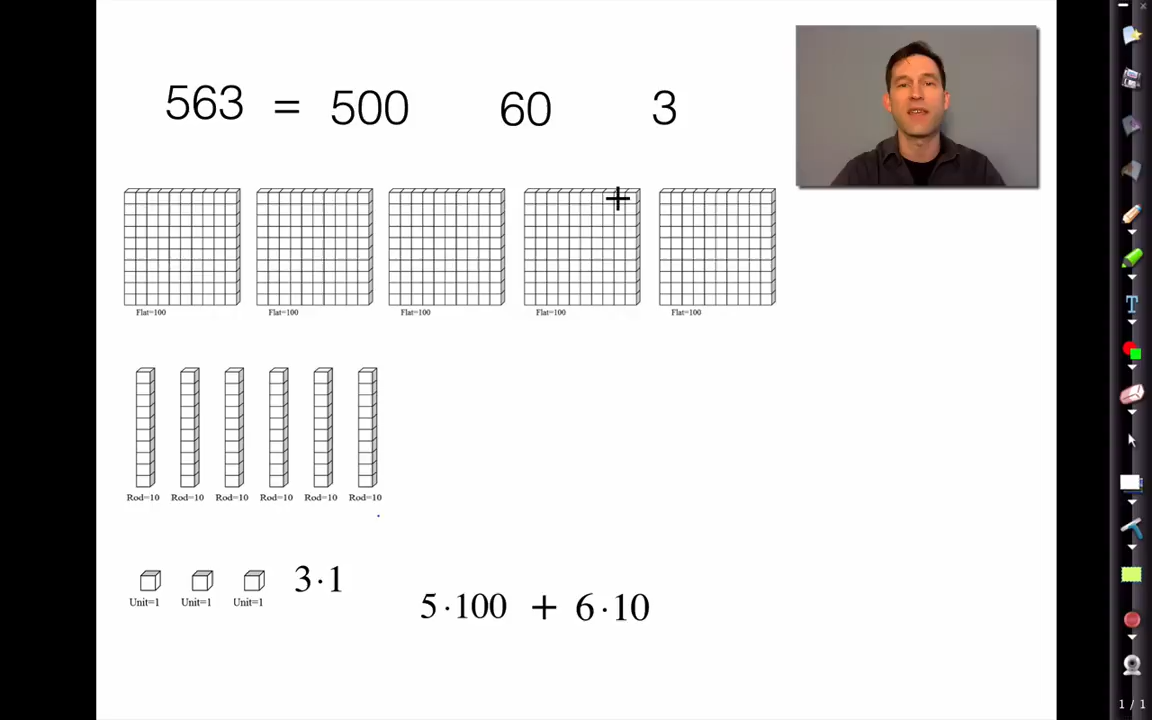 563 = 500 60 3
+
Flat=100 Flat=100 Flat=100 Flat=100 Flat=100
Rod=10 Rod=10 Rod=10 Rod=10 Rod=10 Rod=10
3·1
Unit=1 Unit=1 Unit=1
5·100 + 6·10
T
1 / 1